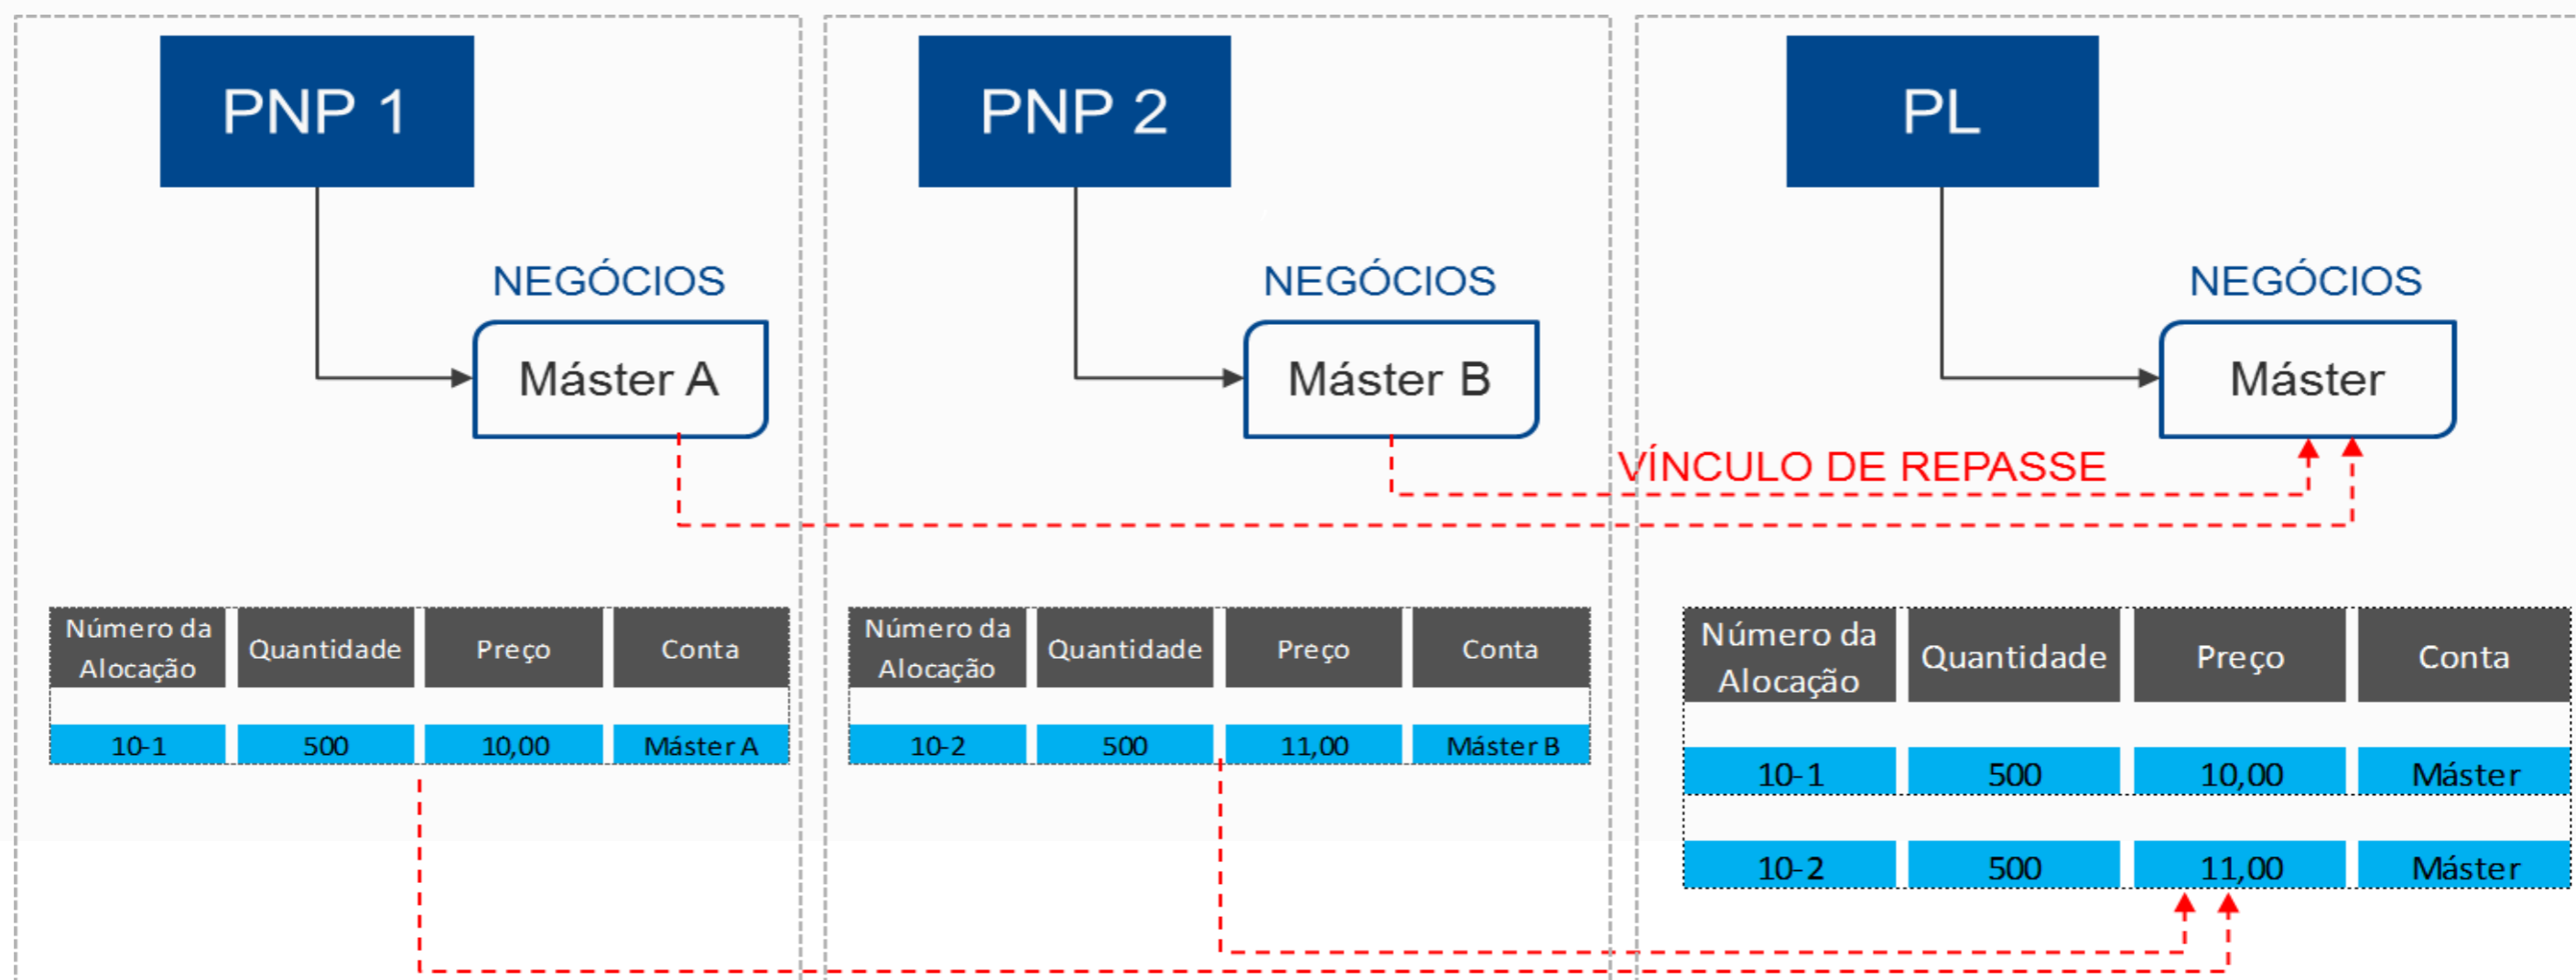 PNP 1
PNP 2
PL
NEGÓCIOS
NEGÓCIOS
NEGÓCIOS
Máster A
Máster B
Máster
VÍNCULO DE REPASSE
Número da
Alocação
Quantidade
Preço
Conta
10-1
500
10,00
Máster A
Número da
Alocação
Quantidade
Preço
Conta
10-2
500
11,00
Máster B
Número da
Alocação
Quantidade
Preço
Conta
10-1
500
10,00
Máster
10-2
500
11,00
Máster